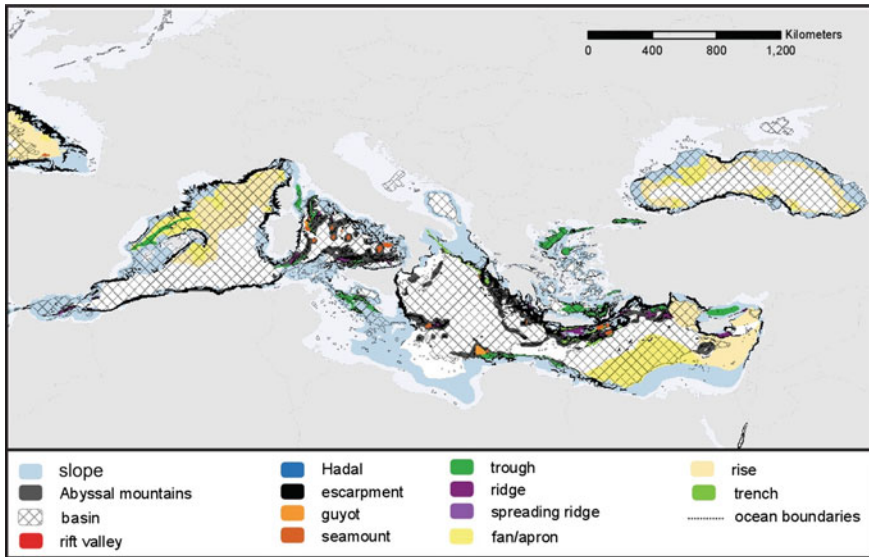 Kilometers
0 400 800 1,200
slope
Abyssal mountains
basin
rift valley
Hadal
escarpment
guyot
seamount
trough
ridge
spreading ridge
fan/apron
rise
trench
ocean boundaries